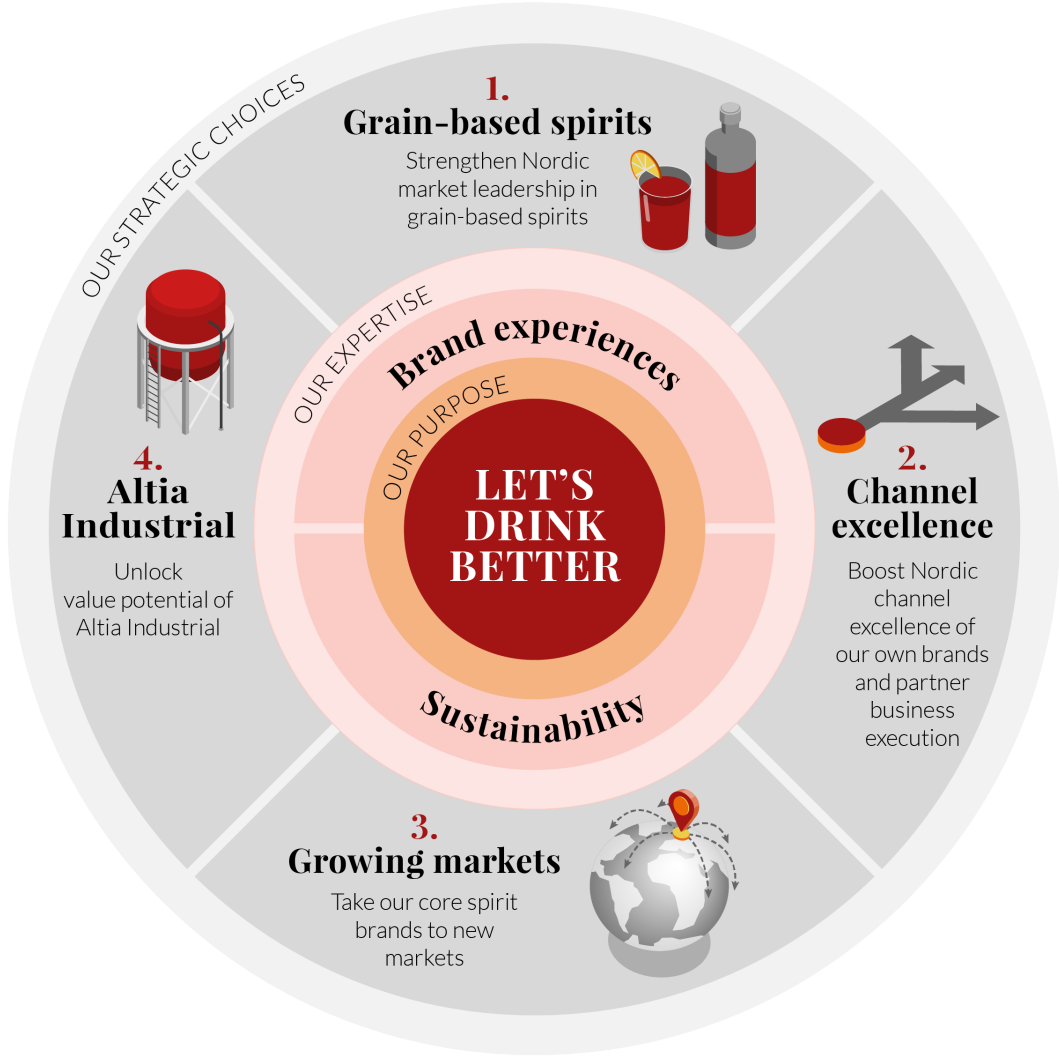 OUR STRATEGIC CHOICES
1.
Grain-based spirits
Strengthen Nordic
market leadership in
grain-based spirits
OUR EXPERTISE
Brand experiences
OUR PURPOSE
LET’S
DRINK
BETTER
Sustainability
2.
Channel
excellence
Boost Nordic
channel
excellence of
our own brands
and partner
business
execution
3.
Growing markets
Take our core spirit
brands to new
markets
4.
Altia
Industrial
Unlock
value potential of
Altia Industrial